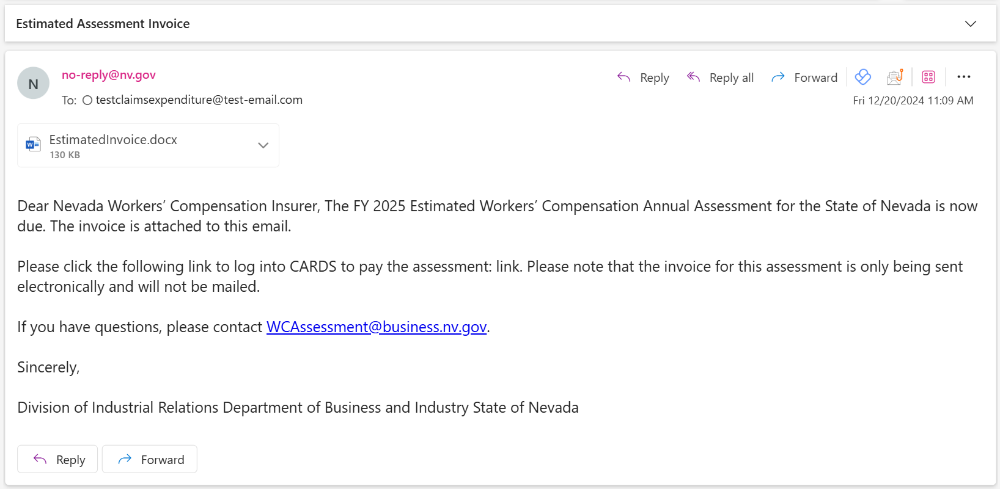 Estimated Assessment Invoice
N
no-reply@nv.gov
Reply
Reply all
Forward
To: testclaimsexpenditure@test-email.com
Fri 12/20/2024 11:09 AM
EstimatedInvoice.docx
130 KB
Dear Nevada Workers’ Compensation Insurer, The FY 2025 Estimated Workers’ Compensation Annual Assessment for the State of Nevada is now
due. The invoice is attached to this email.
Please click the following link to log into CARDS to pay the assessment: link. Please note that the invoice for this assessment is only being sent
electronically and will not be mailed.
If you have questions, please contact WCAssessment@business.nv.gov.
Sincerely,
Division of Industrial Relations Department of Business and Industry State of Nevada
Reply
Forward